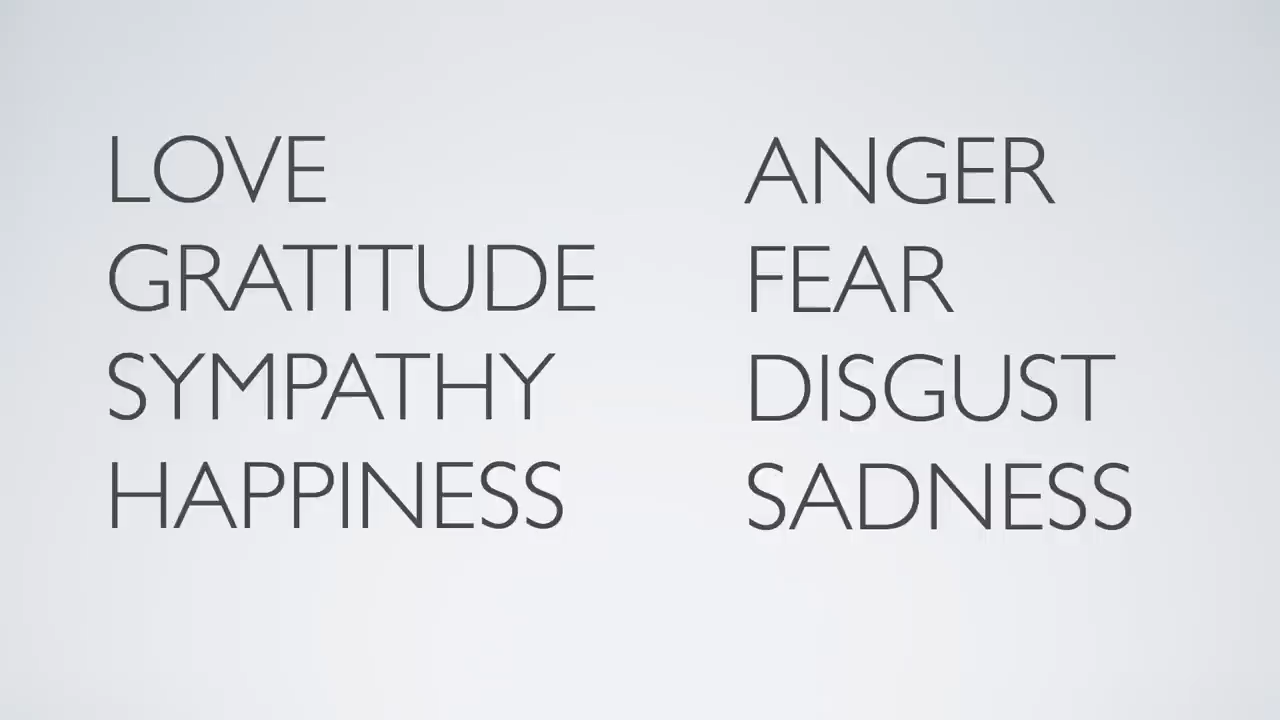 LOVE
GRATITUDE
SYMPATHY
HAPPINESS
ANGER
FEAR
DISGUST
SADNESS